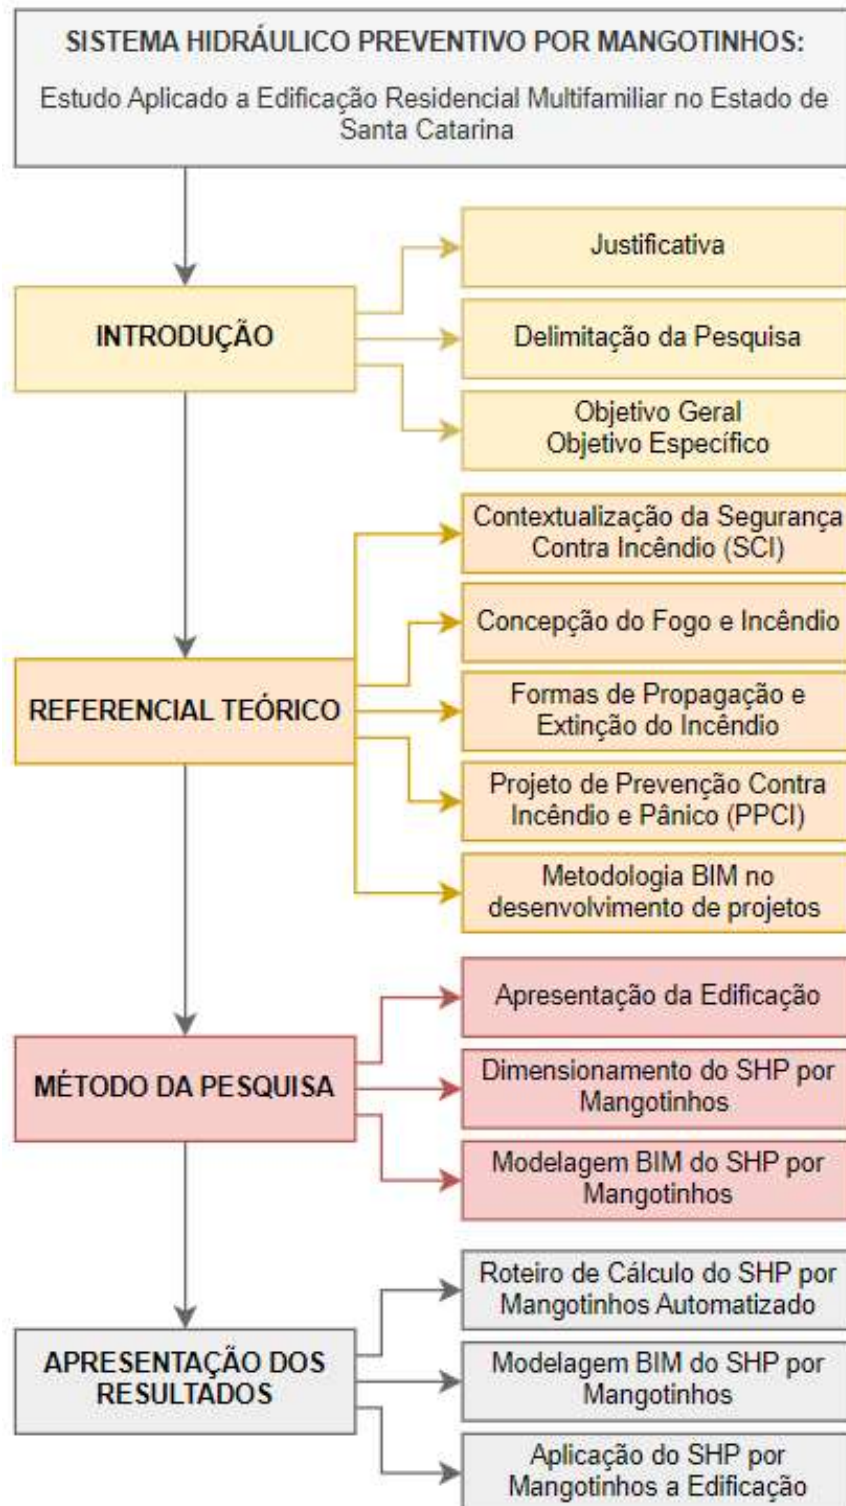 SISTEMA HIDRÁULICO PREVENTIVO POR MANGOTINHOS:
Estudo Aplicado a Edificação Residencial Multifamiliar no Estado de
Santa Catarina
INTRODUÇÃO
Justificativa
Delimitação da Pesquisa
Objetivo Geral
Objetivo Específico
REFERENCIAL TEÓRICO
Contextualização da Segurança
Contra Incêndio (SCI)
Concepção do Fogo e Incêndio
Formas de Propagação e
Extinção do Incêndio
Projeto de Prevenção Contra
Incêndio e Pânico (PPCI)
Metodologia BIM no
desenvolvimento de projetos
MÉTODO DA PESQUISA
Apresentação da Edificação
Dimensionamento do SHP por
Mangotinhos
Modelagem BIM do SHP por
Mangotinhos
APRESENTAÇÃO DOS
RESULTADOS
Roteiro de Cálculo do SHP por
Mangotinhos Automatizado
Modelagem BIM do SHP por
Mangotinhos
Aplicação do SHP por
Mangotinhos a Edificação